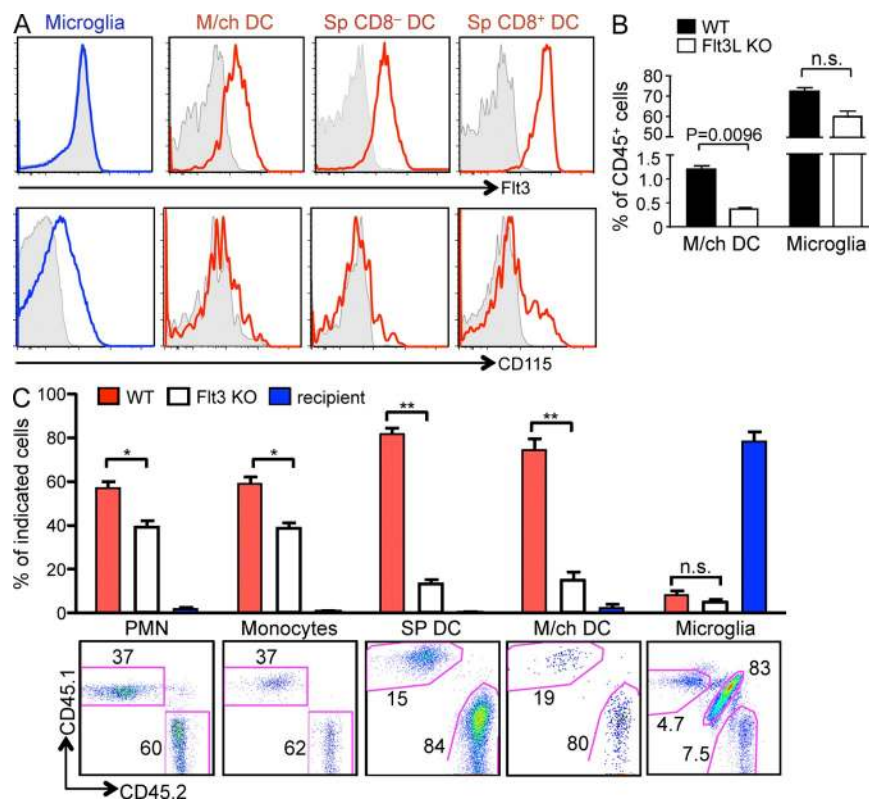 A
Microglia
M/ch DC
Sp CD8– DC
Sp CD8+ DC
Flt3
CD115
B
WT
Flt3L KO
% of CD45+ cells
80
70
60
50
1.5
1.0
0.5
0
P=0.0096
n.s.
M/ch DC
Microglia
C
WT
Flt3 KO
recipient
% of indicated cells
100
80
60
40
20
0
*
*
**
**
n.s.
PMN
Monocytes
SP DC
M/ch DC
Microglia
CD45.1
CD45.2
37
60
37
62
15
84
19
80
83
4.7
7.5